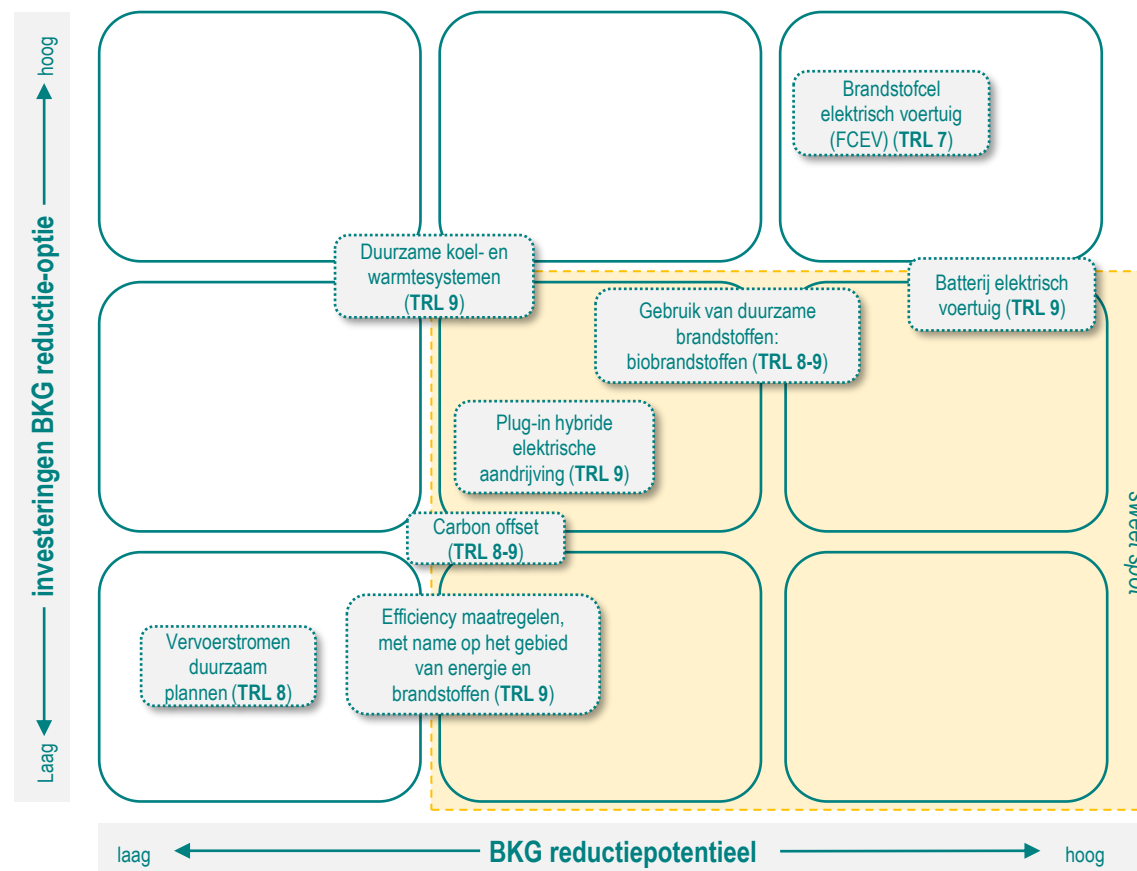 hoog
investeringen BKG reductie-optie
Laag
Brandstofcel
elektrisch voertuig
(FCEV) (TRL 7)
Duurzame koel- en
warmtesystemen
(TRL 9)
Batterij elektrisch
voertuig (TRL 9)
Gebruik van duurzame
brandstoffen:
biobrandstoffen (TRL 8-9)
Plug-in hybride
elektrische
aandrijving (TRL 9)
sweet spot
Carbon offset
(TRL 8-9)
Efficiency maatregelen,
met name op het gebied
van energie en
brandstoffen (TRL 9)
Vervoerstromen
duurzaam
plannen (TRL 8)
laag
BKG reductiepotentieel
hoog